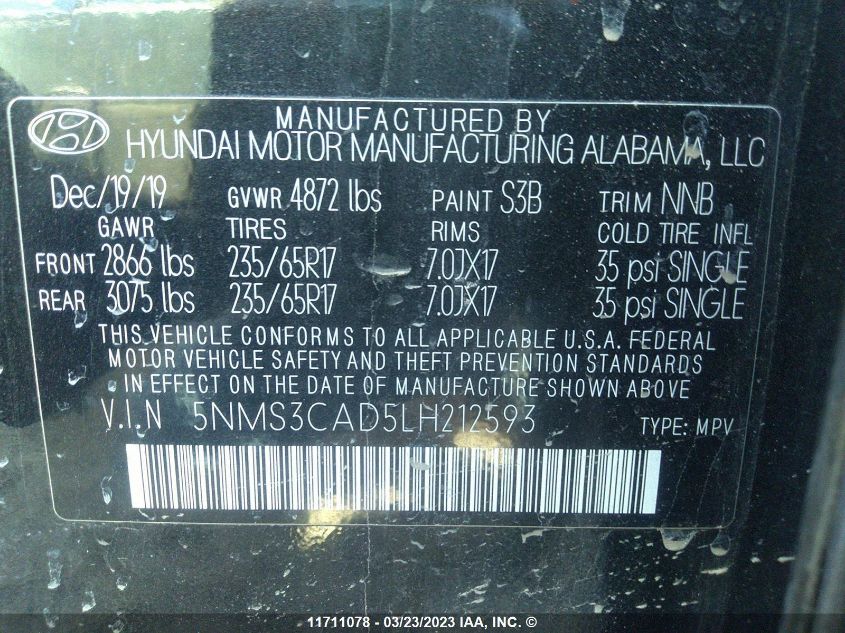 MANUFACTURED BY
HYUNDAI MOTOR MANUFACTURING ALABAMA, LLC
Dec/19/19 GVWR 4872 lbs PAINT S3B TRIM NNB
GAWR TIRES RIMS COLD TIRE INFL
FRONT 2866 lbs 235/65R17 7.0JX17 35 psi SINGLE
REAR 3075 lbs 235/65R17 7.0JX17 35 psi SINGLE
THIS VEHICLE CONFORMS TO ALL APPLICABLE U.S.A. FEDERAL
MOTOR VEHICLE SAFETY AND THEFT PREVENTION STANDARDS
IN EFFECT ON THE DATE OF MANUFACTURE SHOWN ABOVE
V.I.N 5NMS3CAD5LH212593 TYPE: MPV
11711078 - 03/23/2023 IAA, INC. ©